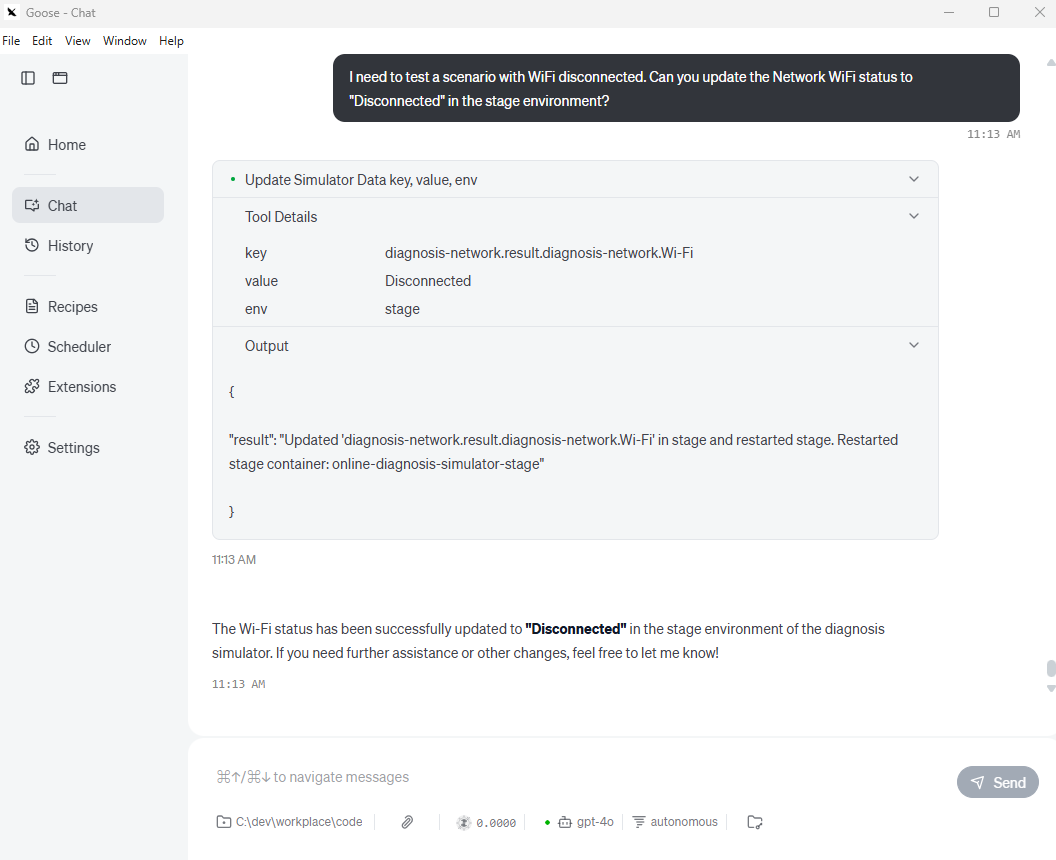 Goose - Chat
File Edit View Window Help
Home
Chat
History
Recipes
Scheduler
Extensions
Settings
I need to test a scenario with WiFi disconnected. Can you update the Network WiFi status to
"Disconnected" in the stage environment?
11:13 AM
Update Simulator Data key, value, env
Tool Details
key diagnosis-network.result.diagnosis-network.Wi-Fi
value Disconnected
env stage
Output
{
"result": "Updated 'diagnosis-network.result.diagnosis-network.Wi-Fi' in stage and restarted stage. Restarted
stage container: online-diagnosis-simulator-stage"
}
11:13 AM
The Wi-Fi status has been successfully updated to "Disconnected" in the stage environment of the diagnosis
simulator. If you need further assistance or other changes, feel free to let me know!
11:13 AM
⌘↑/⌘↓ to navigate messages
Send
C:\dev\workplace\code 0.0000 gpt-4o autonomous